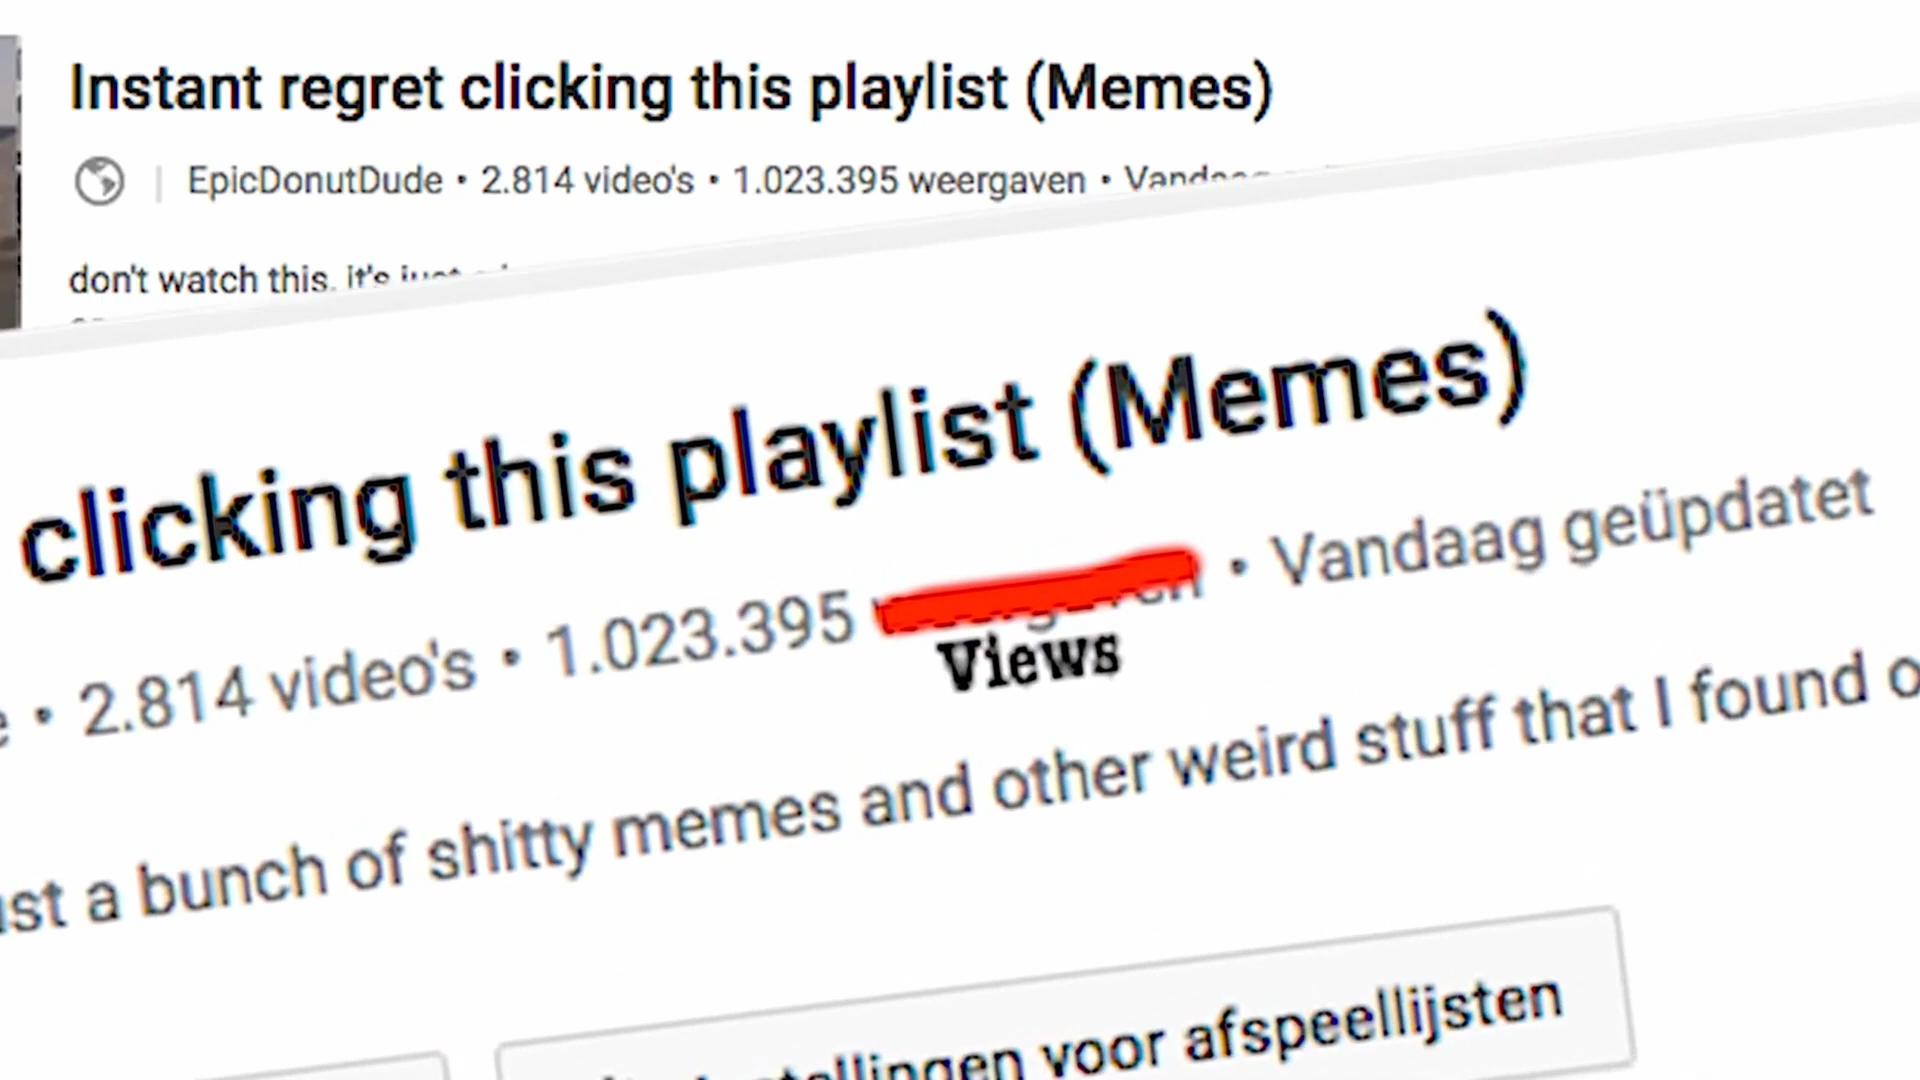 Instant regret clicking this playlist (Memes)
EpicDonutDude • 2.814 video's • 1.023.395 weergaven •
don't watch this, it's
clicking this playlist (Memes)
• 2.814 video's • 1.023.395 • Vandaag geüpdatet
Views
a bunch of shitty memes and other weird stuff that I found
voor afspeellijsten